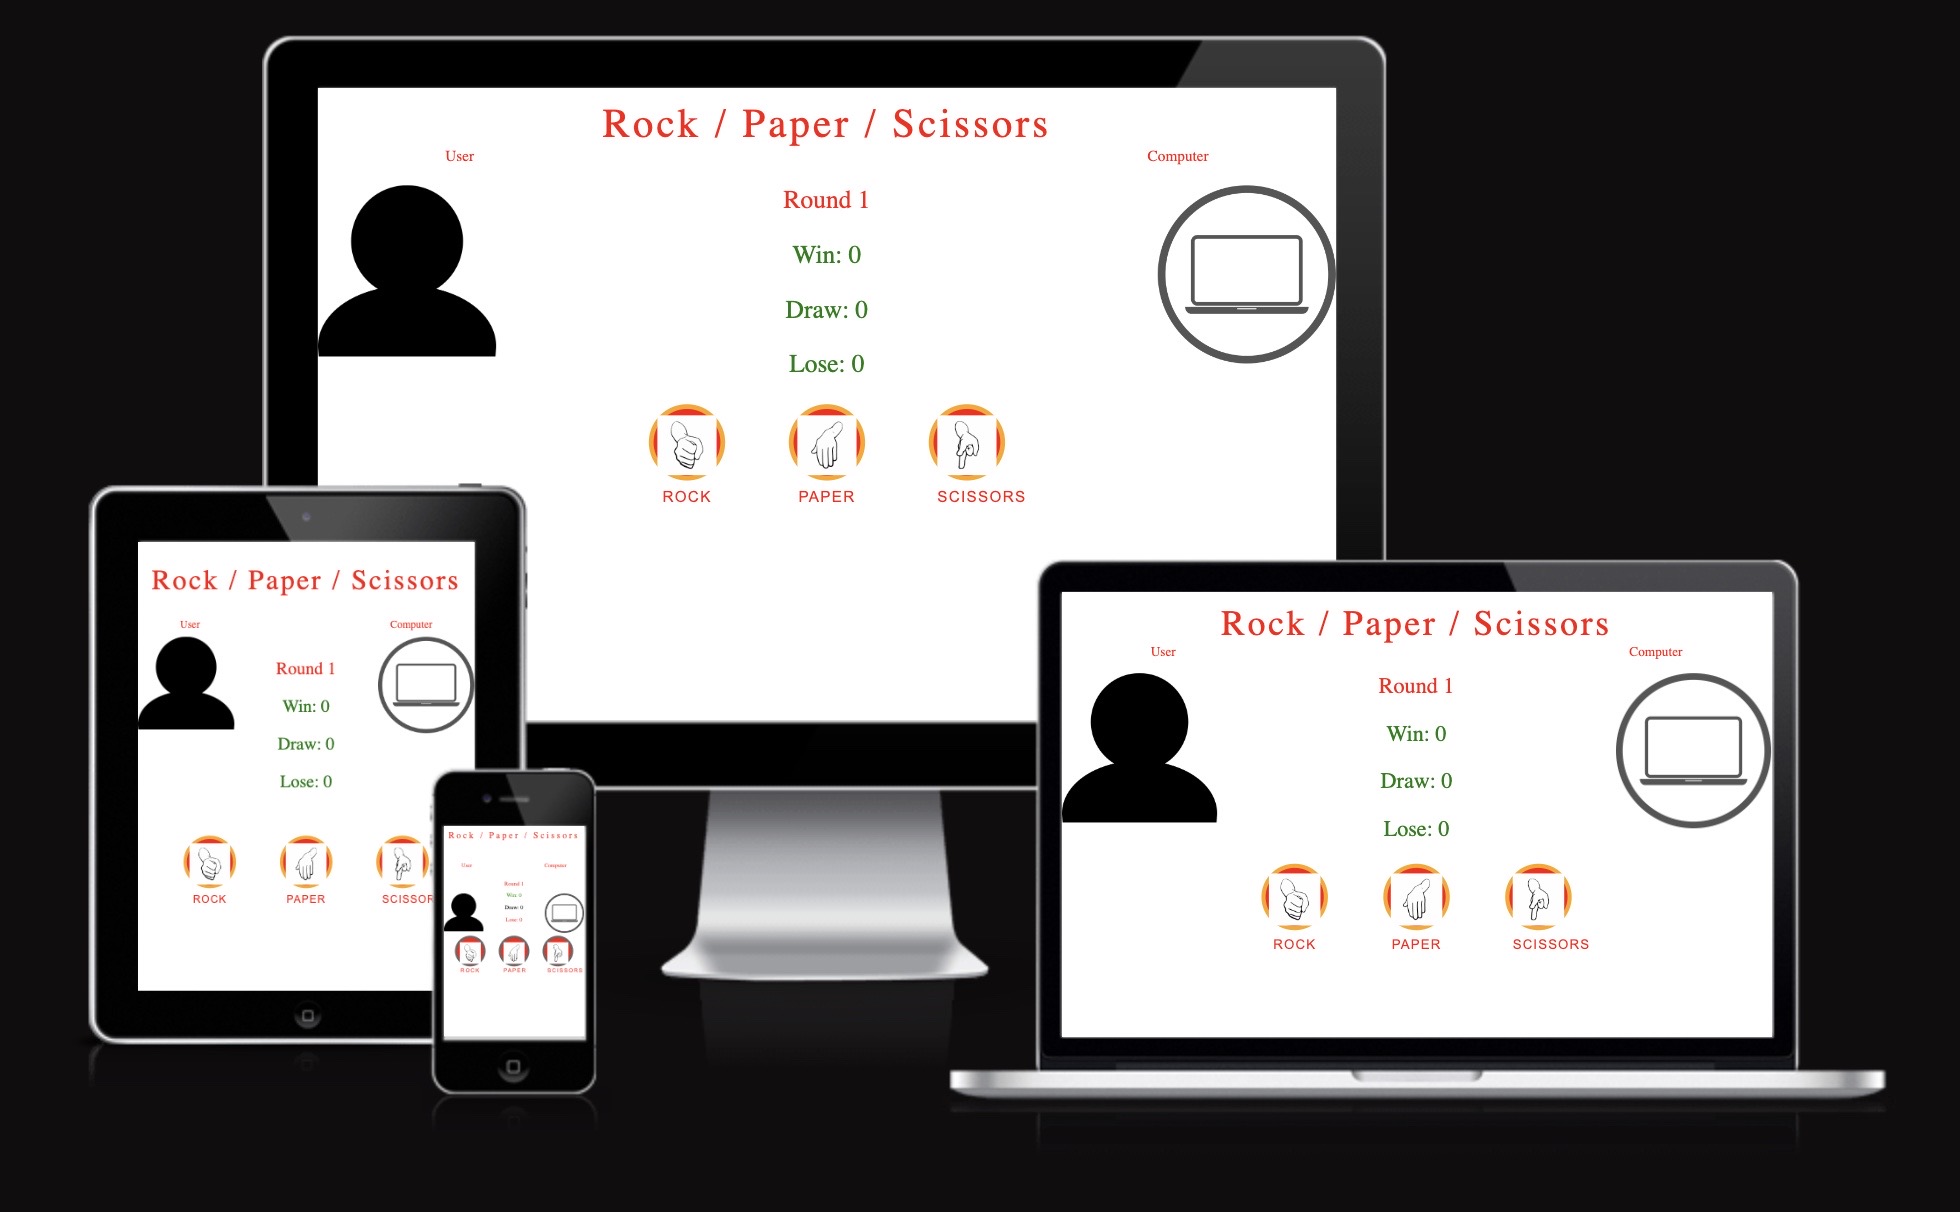 Rock / Paper / Scissors
User
Computer
Round 1
Win: 0
Draw: 0
Lose: 0
ROCK PAPER SCISSORS
Rock / Paper / Scissors
User Computer
Round 1
Win: 0
Draw: 0
Lose: 0
ROCK PAPER SCISSOR
Rock / Paper / Scissors
User Computer
Round 1
Win: 0
Draw: 0
Lose: 0
ROCK PAPER SCISSORS
Rock / Paper / Scissors
User Computer
Round 1
Win: 0
Draw: 0
Lose: 0
ROCK PAPER SCISSORS